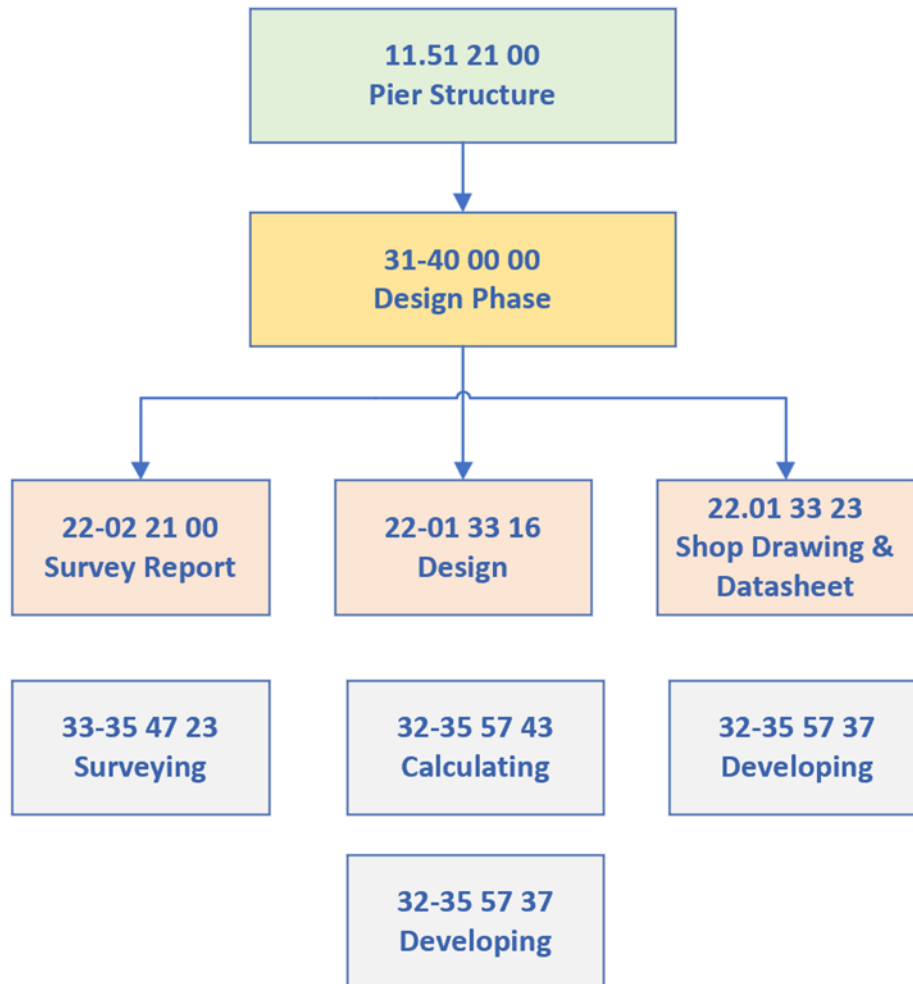 11.51 21 00
Pier Structure
31-40 00 00
Design Phase
22-02 21 00
Survey Report
22-01 33 16
Design
22.01 33 23
Shop Drawing &
Datasheet
33-35 47 23
Surveying
32-35 57 43
Calculating
32-35 57 37
Developing
32-35 57 37
Developing